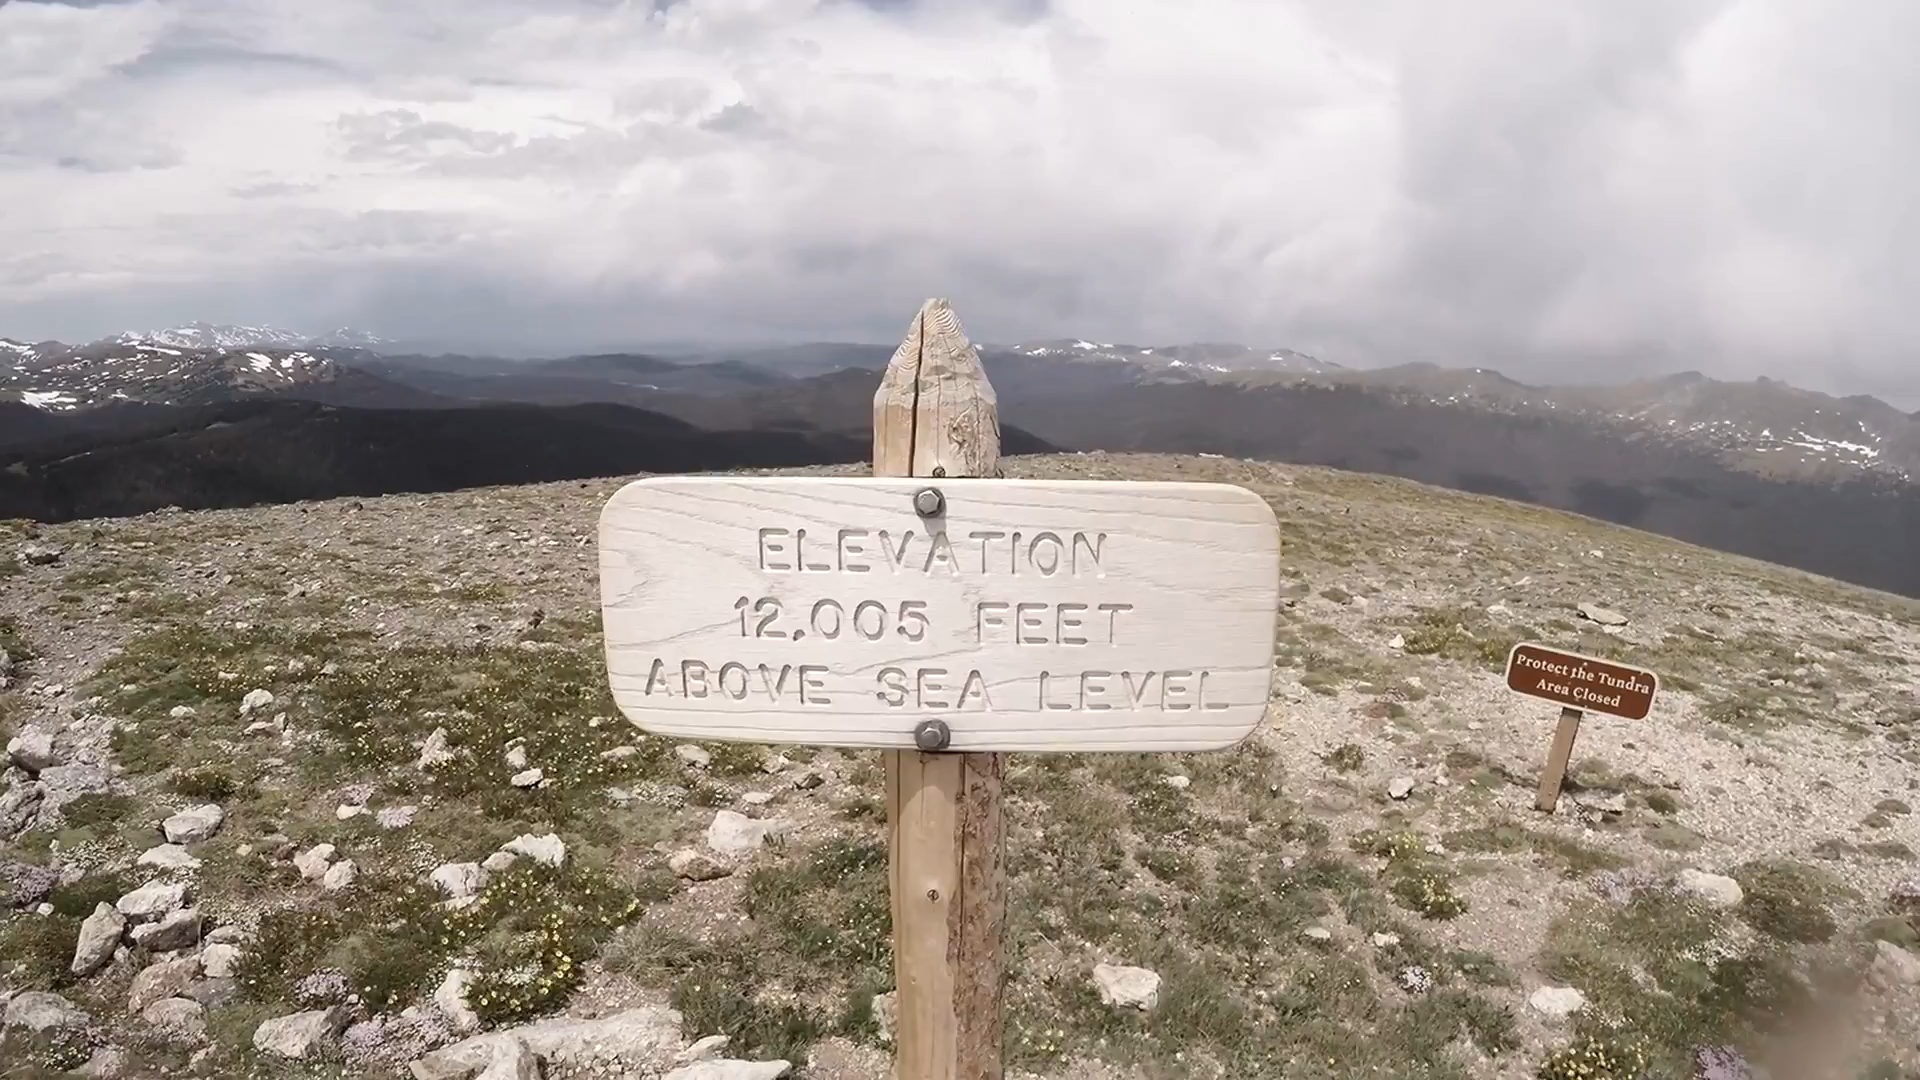 ELEVATION
12,005 FEET
ABOVE SEA LEVEL
Protect the Tundra
Area Closed